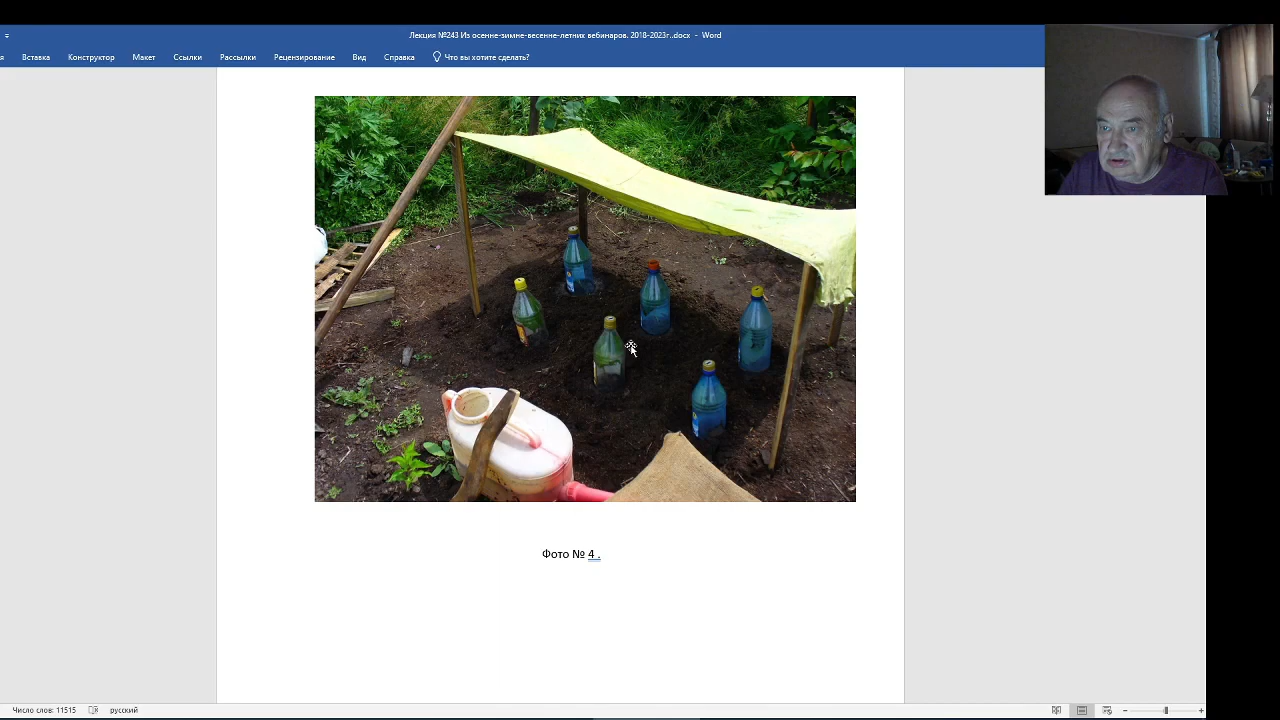 Лекция №243 Из осенне-зимне-весенне-летних вебинаров. 2018-2023г..docx - Word
я Вставка Конструктор Макет Ссылки Рассылки Рецензирование Вид Справка Что вы хотите сделать?
Фото № 4 .
Число слов: 11515 русский